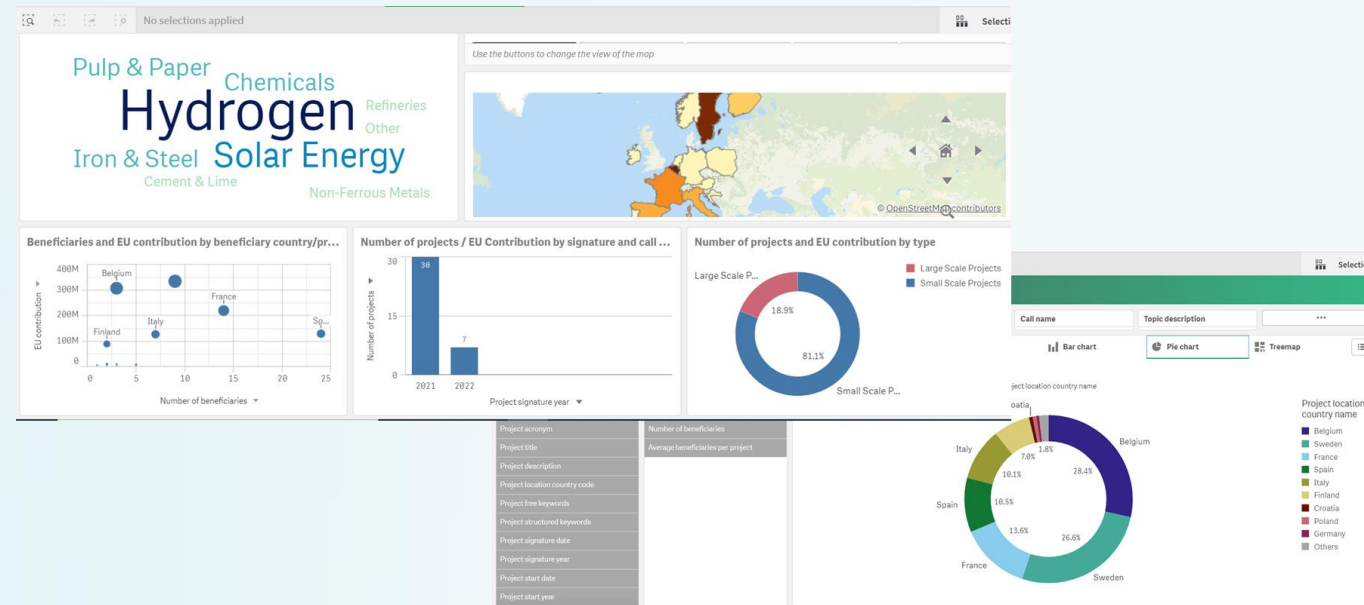 No selections applied
Selecti
Pulp & Paper
Chemicals
Hydrogen
Refineries
Other
Iron & Steel
Solar Energy
Cement & Lime
Non-Ferrous Metals
Use the buttons to change the view of the map
© OpenStreetMap contributors
Beneficiaries and EU contribution by beneficiary country/pr...
EU contribution
400M
300M
200M
100M
0
Belgium
France
Finland
Italy
Sp...
0 5 10 15 20 25
Number of beneficiaries
Number of projects / EU Contribution by signature and call ...
Number of projects
30
15
0
30
7
2021 2022
Project signature year
Number of projects and EU contribution by type
Large Scale P...
18.9%
81.1%
Small Scale P...
Large Scale Projects
Small Scale Projects
Selecti
Call name
Topic description
...
Bar chart
Pie chart
Treemap
ject location country name
oatia
Italy
Spain
France
Sweden
Belgium
1.8%
7.0%
10.1%
10.5%
13.6%
26.6%
28.4%
Project location
country name
Belgium
Sweden
France
Spain
Italy
Finland
Croatia
Poland
Germany
Others
Project acronym
Project title
Project description
Project location country code
Project free keywords
Project structured keywords
Project signature date
Project signature year
Project start date
Project start year
Number of beneficiaries
Average beneficiaries per project